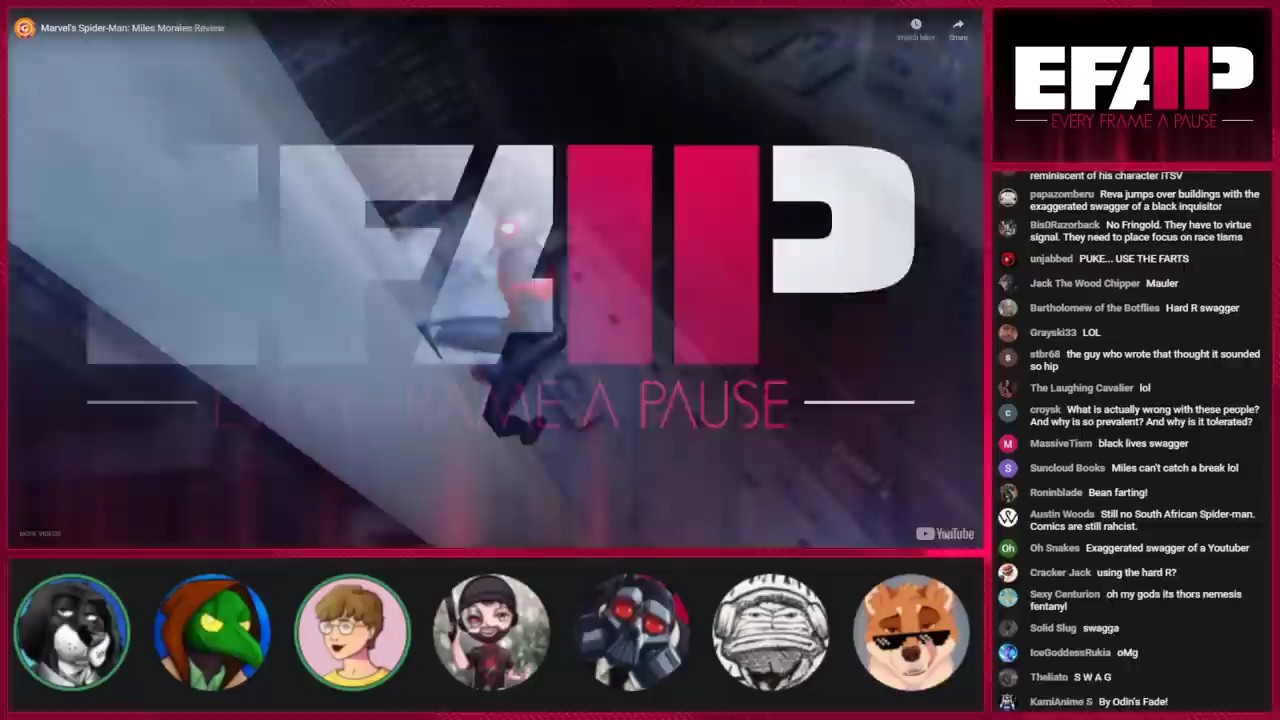 Marvel's Spider-Man: Miles Morales Review
Watch later
Share
EFAP
EVERY FRAME A PAUSE
EFAP
EVERY FRAME A PAUSE
MORE VIDEOS
YouTube
reminiscent of his character ITSV
papazomberu Reva jumps over buildings with the
exaggerated swagger of a black inquisitor
Bis0Razorback No Fringold. They have to virtue
signal. They need to place focus on race tisms
unjabbed PUKE... USE THE FARTS
Jack The Wood Chipper Mauler
Bartholomew of the Botflies Hard R swagger
Grayski33 LOL
S
stbr68 the guy who wrote that thought it sounded
so hip
The Laughing Cavalier lol
C
croysk What is actually wrong with these people?
And why is so prevalent? And why is it tolerated?
M
MassiveTism black lives swagger
S
Suncloud Books Miles can't catch a break lol
Roninblade Bean farting!
W
Austin Woods Still no South African Spider-man.
Comics are still rahcist.
Oh
Oh Snakes Exaggerated swagger of a Youtuber
Cracker Jack using the hard R?
Sexy Centurion oh my gods its thors nemesis
fentanyl
Solid Slug swagga
IceGoddessRukia oMg
Theliato S W A G
KamiAnime S By Odin's Fade!